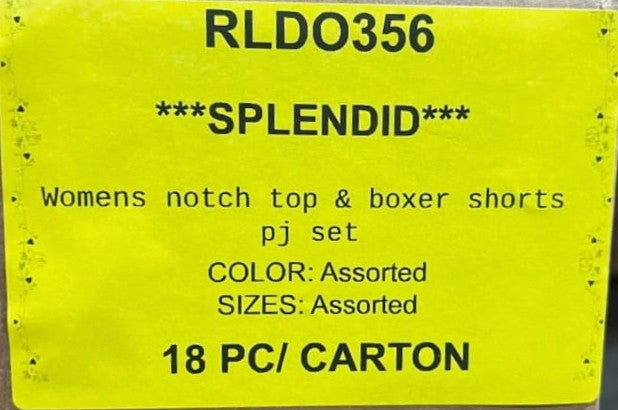 RLDO356
***SPLENDID***
Womens notch top & boxer shorts
pj set
COLOR: Assorted
SIZES: Assorted
18 PC/ CARTON